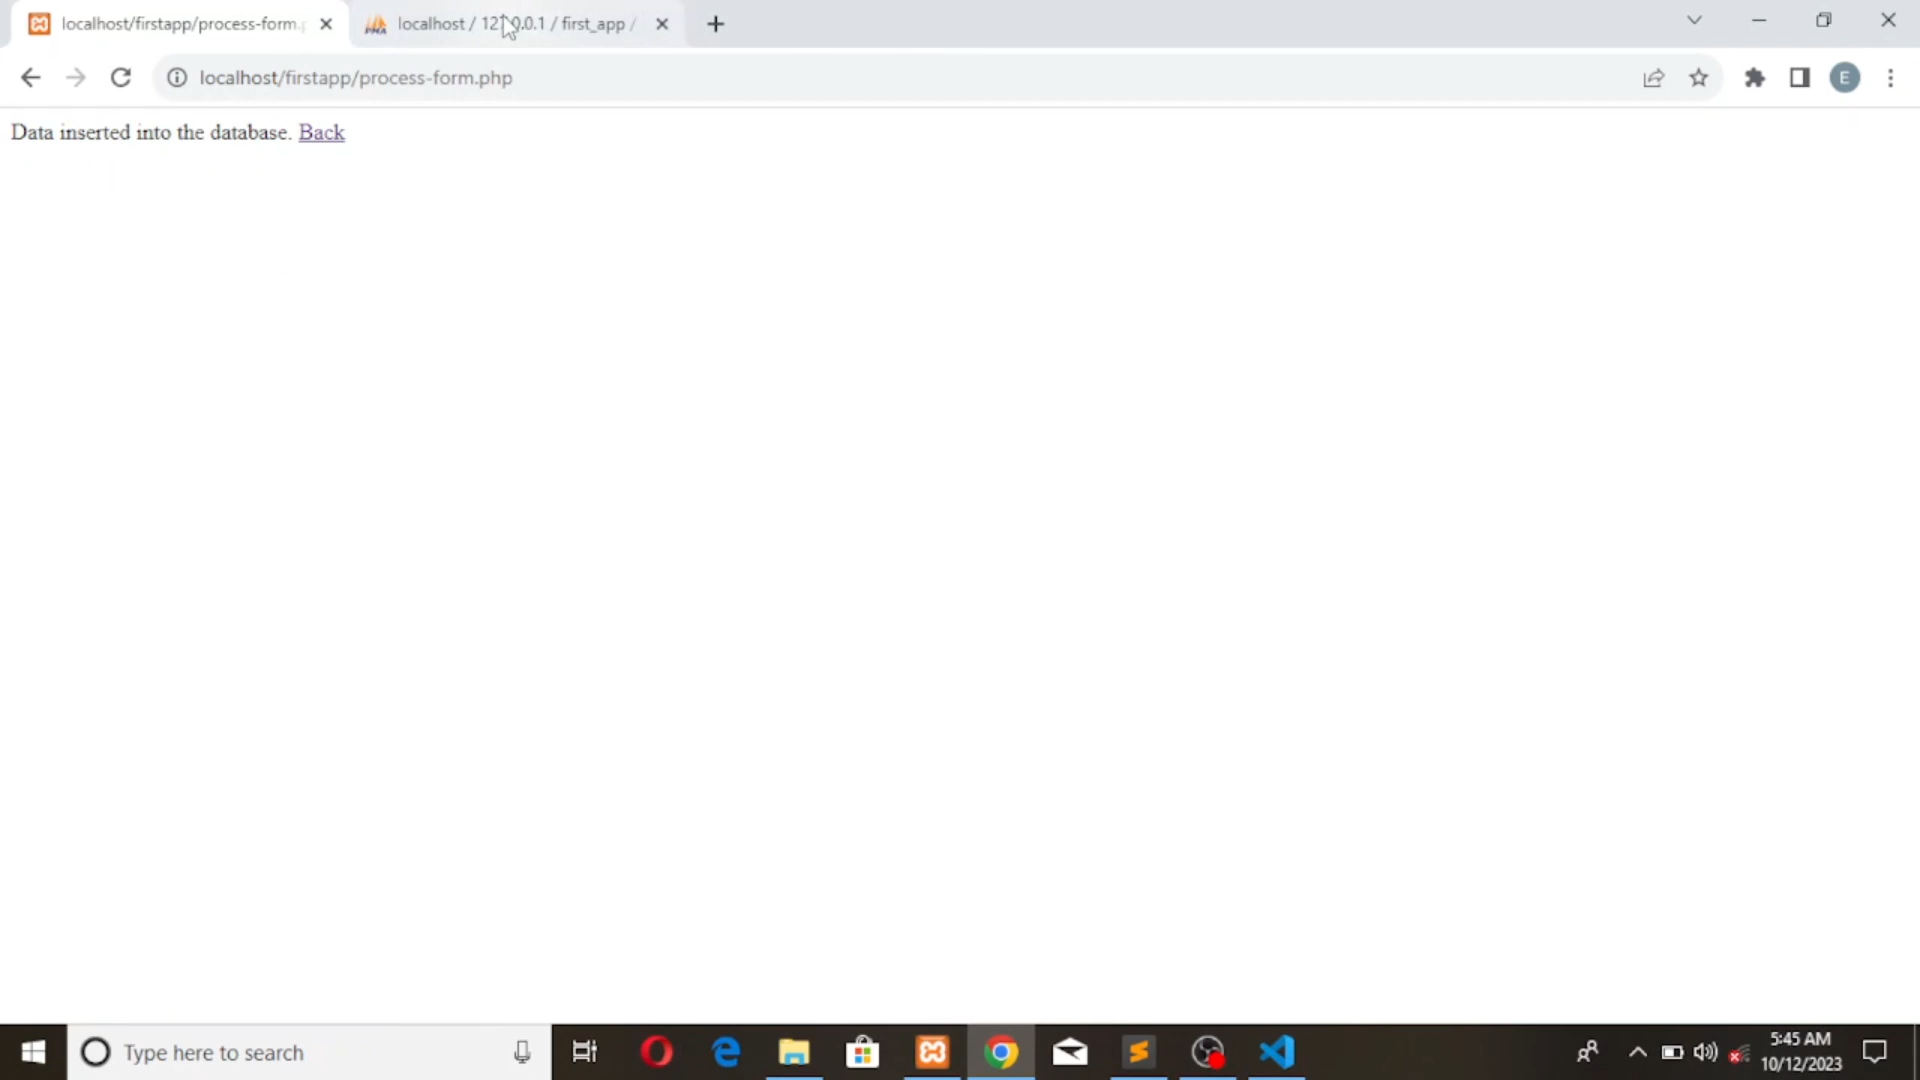 localhost/firstapp/process-form.p
localhost / 127.0.0.1 / first_app /
localhost/firstapp/process-form.php
E
Data inserted into the database. Back
Type here to search
5:45 AM
10/12/2023